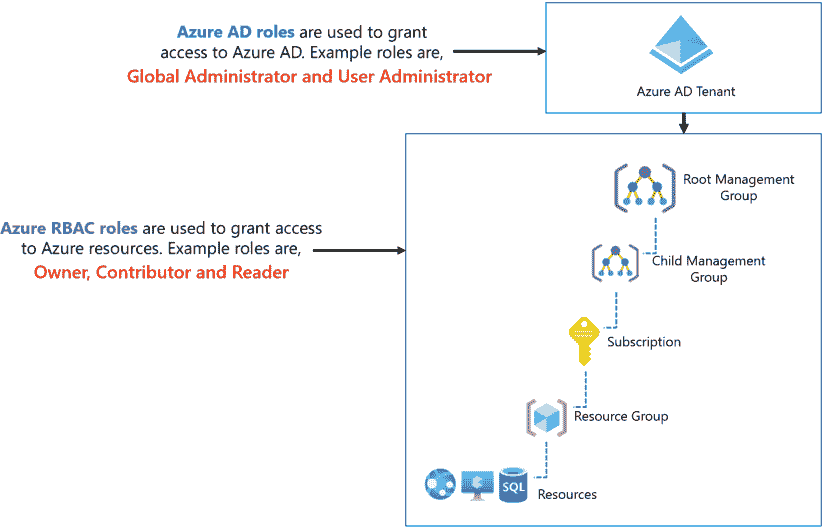 Azure AD roles are used to grant
access to Azure AD. Example roles are,
Global Administrator and User Administrator
Azure AD Tenant
Root Management
Group
Azure RBAC roles are used to grant access
to Azure resources. Example roles are,
Owner, Contributor and Reader
Child Management
Group
Subscription
Resource Group
SQL
Resources